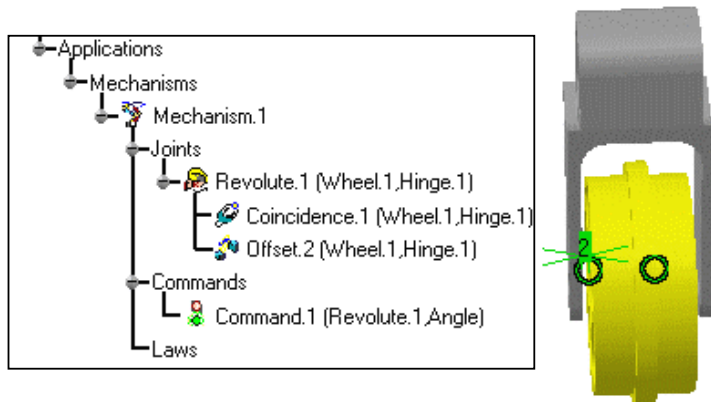 Applications
Mechanisms
Mechanism.1
Joints
Revolute.1 (Wheel.1,Hinge.1)
Coincidence.1 (Wheel.1,Hinge.1)
Offset.2 (Wheel.1,Hinge.1)
Commands
Command.1 (Revolute.1,Angle)
Laws
2